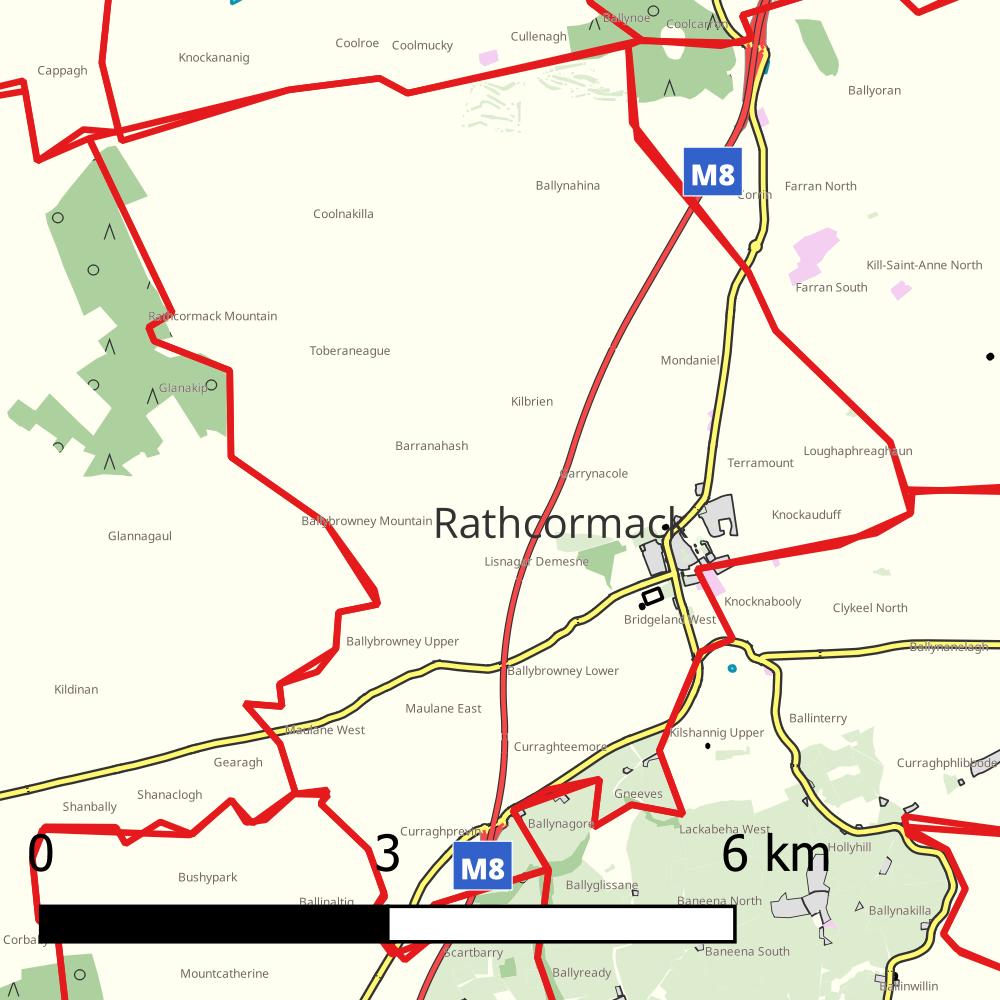 Ballynoe
Coolcarron
Cullenagh
Coolroe
Coolmucky
Knockananig
Cappagh
Ballyoran
M8
Ballynahina
Corrin
Farran North
Coolnakilla
Kill-Saint-Anne North
Farran South
Rathcormack Mountain
Toberaneague
Mondaniel
Glanakip
Kilbrien
Barranahash
Loughaphreaghaun
Terramount
Barrynacole
Knockauduff
Ballybrowney Mountain
Rathcormack
Glannagaul
Lisnagar Demesne
Knocknabooly
Clykeel North
Bridgeland West
Ballybrowney Upper
Ballynanelagh
Ballybrowney Lower
Kildinan
Maulane East
Ballinterry
Maulane West
Kilshannig Upper
Curraghteemore
Gearagh
Curraghphlibbode
Shanaclogh
Gneeves
Shanbally
Ballynagore
Curraghprevin
Lackabeha West
Hollyhill
0 3 6 km
M8
Bushypark
Ballyglissane
Baneena North
Ballinaltig
Ballynakilla
Corbally
Scartbarry
Baneena South
Mountcatherine
Ballyready
Ballinwillin